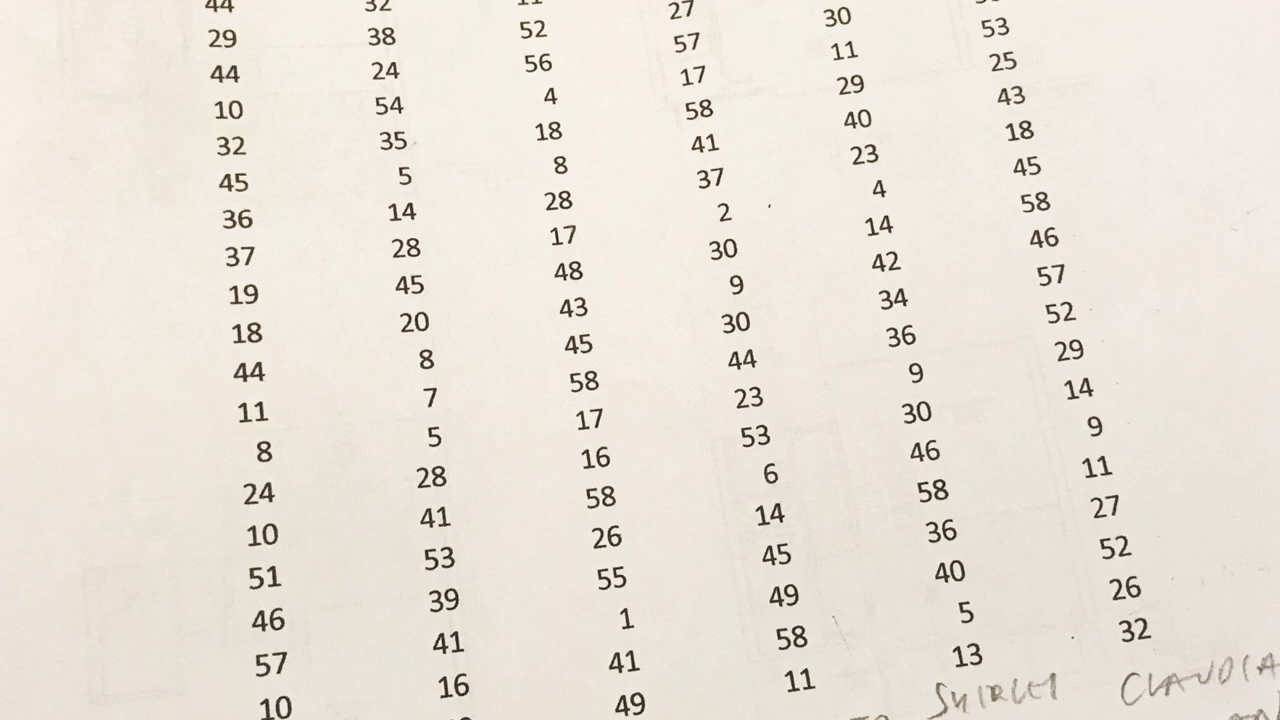 44 32 11
29 38 52 27
44 24 56 57 30
10 54 4 17 11 53
32 35 18 58 29 25
45 5 8 41 40 43
36 14 28 37 23 18
37 28 17 2 4 45
19 45 48 30 14 58
18 20 43 9 42 46
44 8 45 30 34 57
11 7 58 44 36 52
8 5 17 23 9 29
24 28 16 53 30 14
10 41 58 6 46 9
51 53 26 14 58 11
46 39 55 45 36 27
57 41 1 49 40 52
10 16 41 58 5 26
49 11 13 32
SHIRLEY CLAUDIA